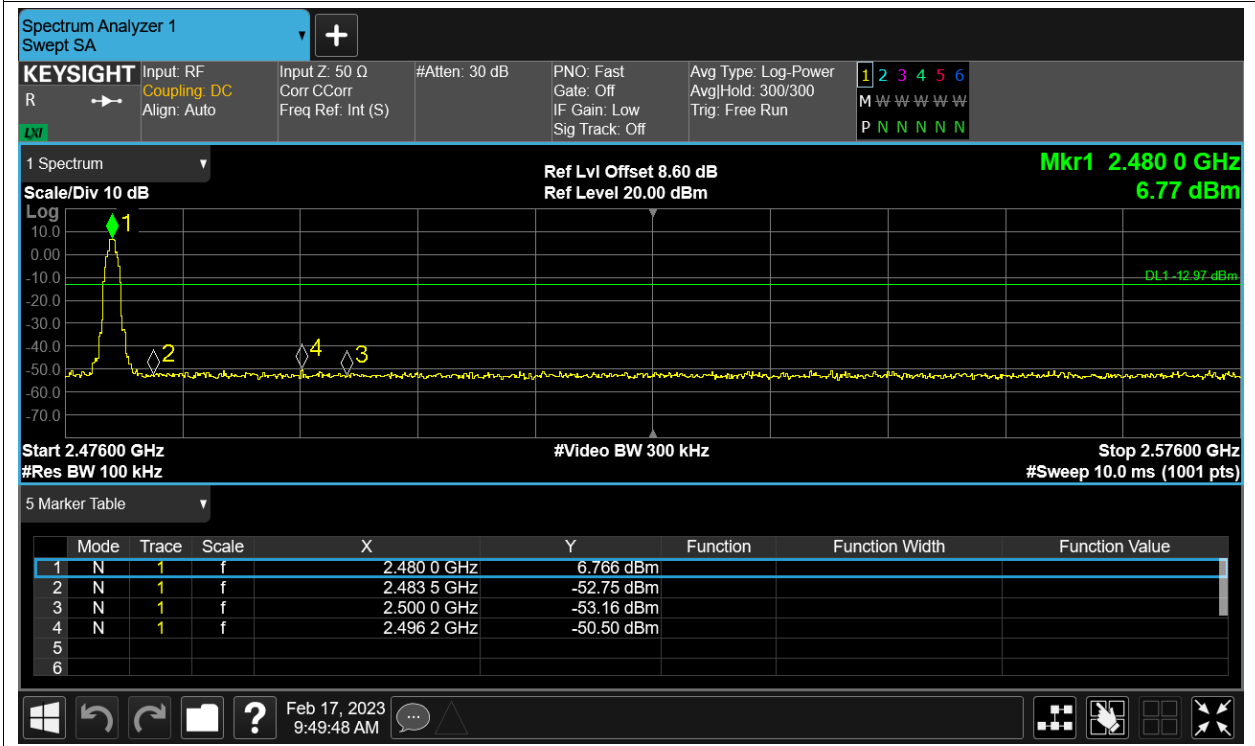 Spectrum Analyzer 1
Swept SA
+
KEYSIGHT Input: RF Input Z: 50 Ω #Atten: 30 dB PNO: Fast Avg Type: Log-Power 1 2 3 4 5 6
R Coupling: DC Corr CCorr Gate: Off Avg|Hold: 300/300 M W W W W W
Align: Auto Freq Ref: Int (S) IF Gain: Low Trig: Free Run
LXI Sig Track: Off P N N N N N
1 Spectrum Ref Lvl Offset 8.60 dB Mkr1 2.480 0 GHz
Scale/Div 10 dB Ref Level 20.00 dBm 6.77 dBm
Log
1
10.0
0.00
-10.0 DL1 -12.97 dBm
-20.0
-30.0
-40.0 2 4 3
-50.0
-60.0
-70.0
Start 2.47600 GHz #Video BW 300 kHz Stop 2.57600 GHz
#Res BW 100 kHz #Sweep 10.0 ms (1001 pts)
5 Marker Table
Mode Trace Scale X Y Function Function Width Function Value
1 N 1 f 2.480 0 GHz 6.766 dBm
2 N 1 f 2.483 5 GHz -52.75 dBm
3 N 1 f 2.500 0 GHz -53.16 dBm
4 N 1 f 2.496 2 GHz -50.50 dBm
5
6
? Feb 17, 2023
9:49:48 AM